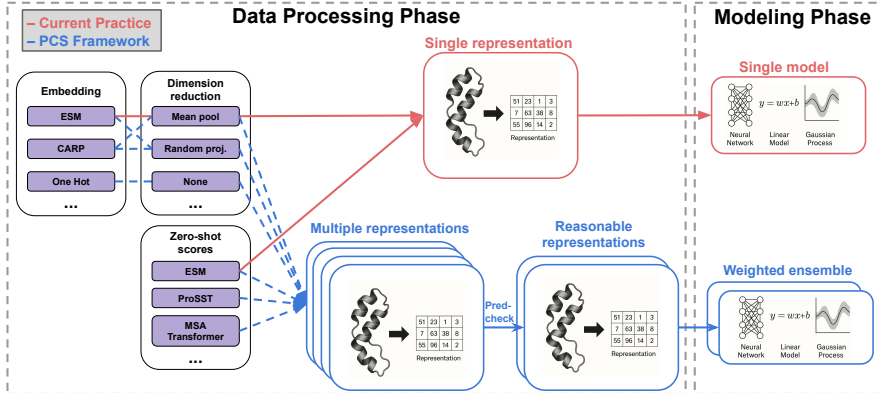 Data Processing Phase
Modeling Phase
– Current Practice
– PCS Framework
Embedding
ESM
CARP
One Hot
...
Dimension
reduction
Mean pool
Random proj.
None
...
Zero-shot
scores
ESM
ProSST
MSA
Transformer
...
Single representation
51 23 1 3
7 63 38 8
55 96 14 2
Representation
Single model
y = wx+b
Neural
Network
Linear
Model
Gaussian
Process
Multiple representations
51 23 1 3
7 63 38 8
55 96 14 2
Representation
Pred-
check
Reasonable
representations
51 23 1 3
7 63 38 8
55 96 14 2
Representation
Weighted ensemble
y = wx+b
Neural
Network
Linear
Model
Gaussian
Process